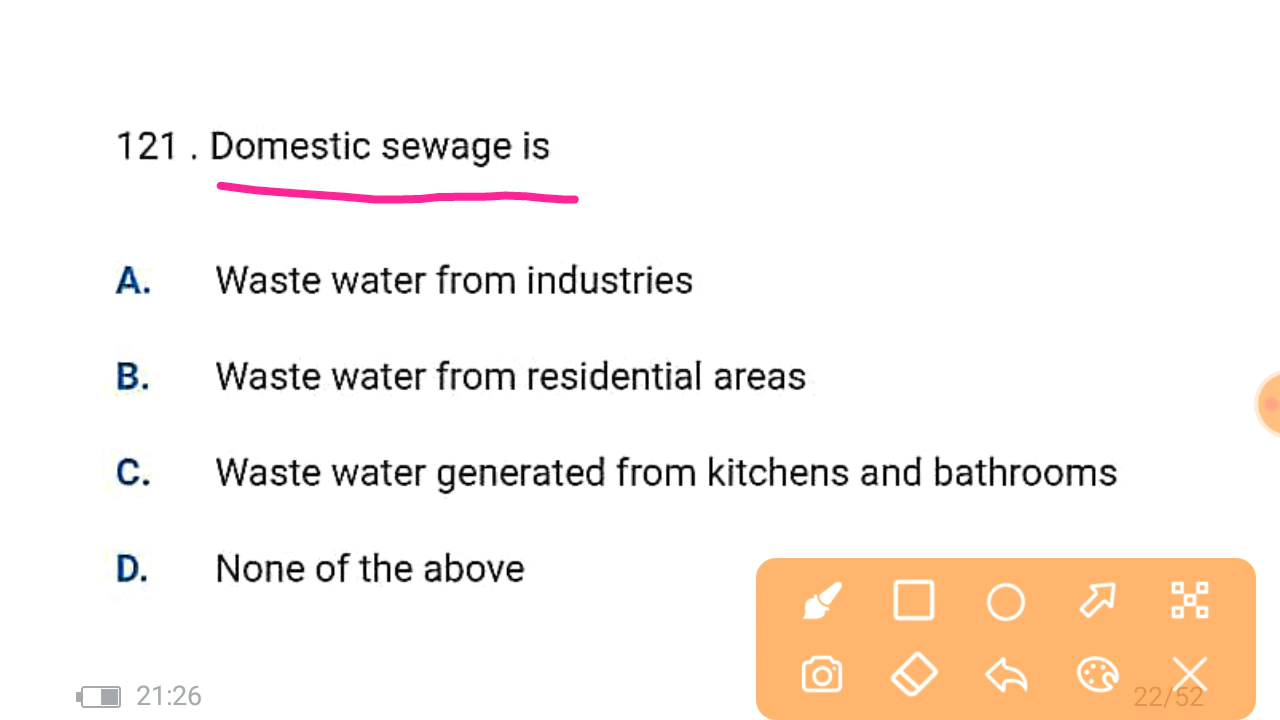 121 . Domestic sewage is
A. Waste water from industries
B. Waste water from residential areas
C. Waste water generated from kitchens and bathrooms
D. None of the above
21:26
22/52